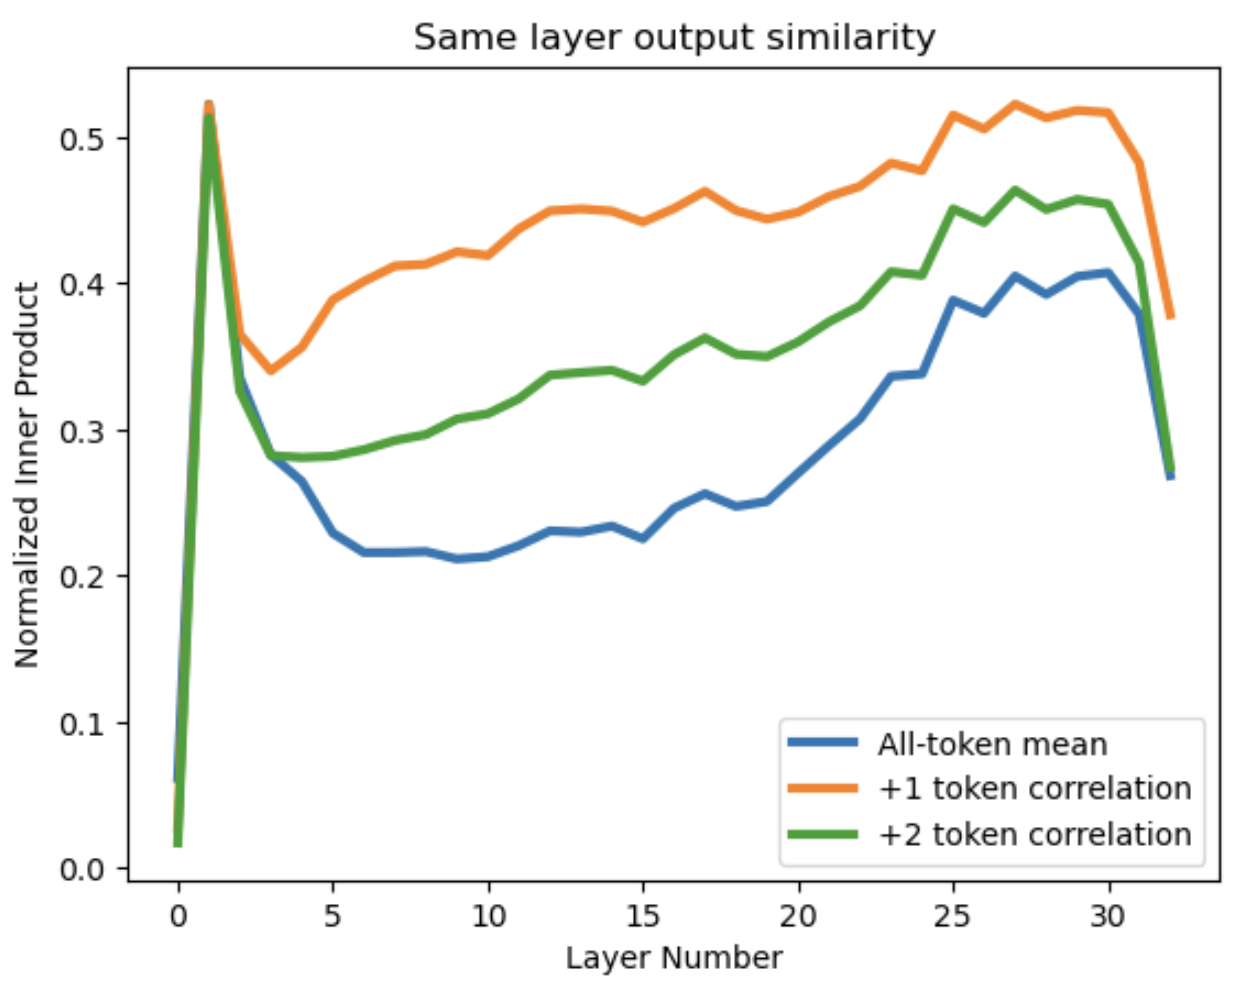 Same layer output similarity
Normalized Inner Product
0.5
0.4
0.3
0.2
0.1
0.0
All-token mean
+1 token correlation
+2 token correlation
0 5 10 15 20 25 30
Layer Number